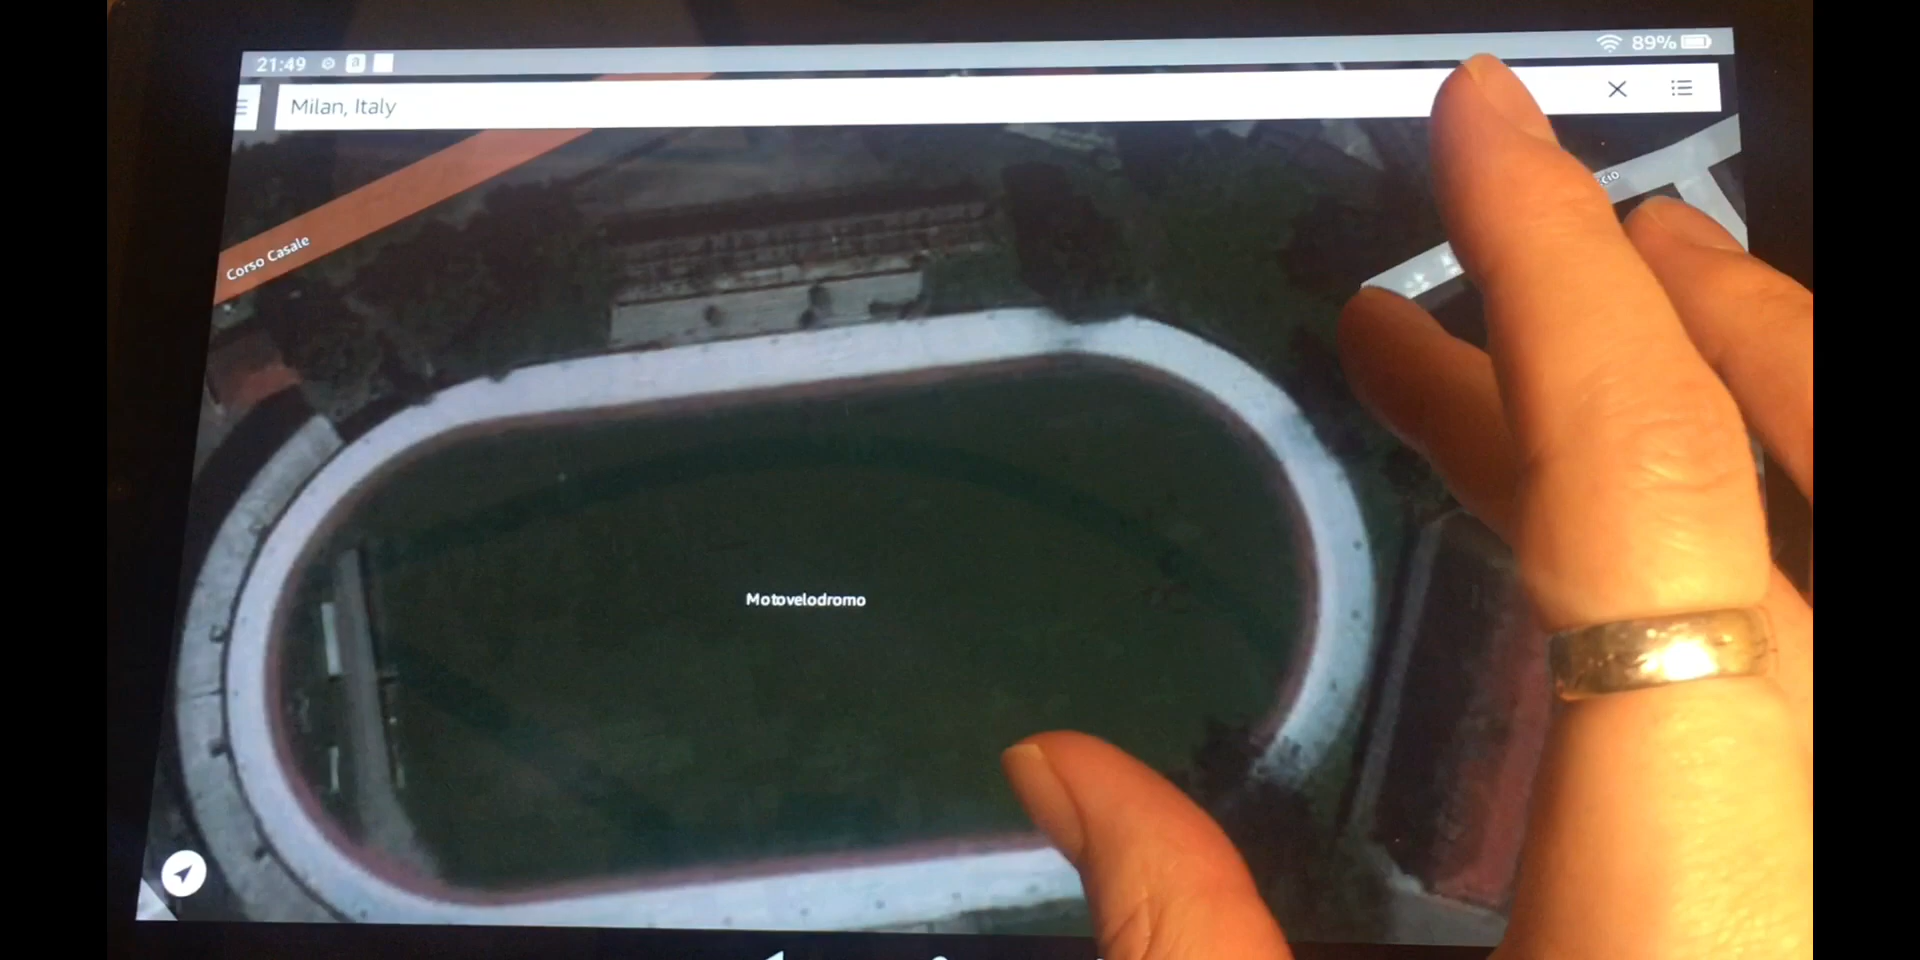 21:49
89%
Milan, Italy
Corso Casale
Motovelodromo